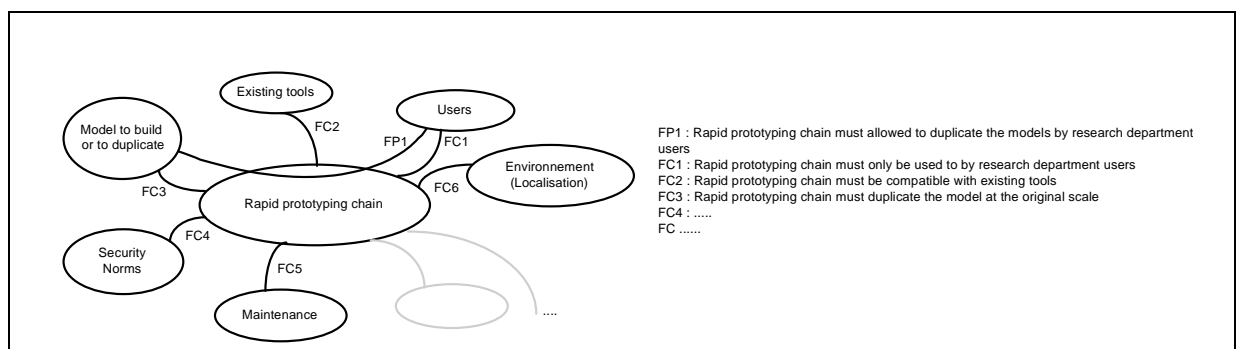 Existing tools
Users
Model to build
or to duplicate
FC2
FP1
FC1
Environnement
(Localisation)
FC3
FC6
Rapid prototyping chain
FC4
Security
Norms
FC5
Maintenance
....
FP1 : Rapid prototyping chain must allowed to duplicate the models by research department
users
FC1 : Rapid prototyping chain must only be used to by research department users
FC2 : Rapid prototyping chain must be compatible with existing tools
FC3 : Rapid prototyping chain must duplicate the model at the original scale
FC4 : .....
FC ......